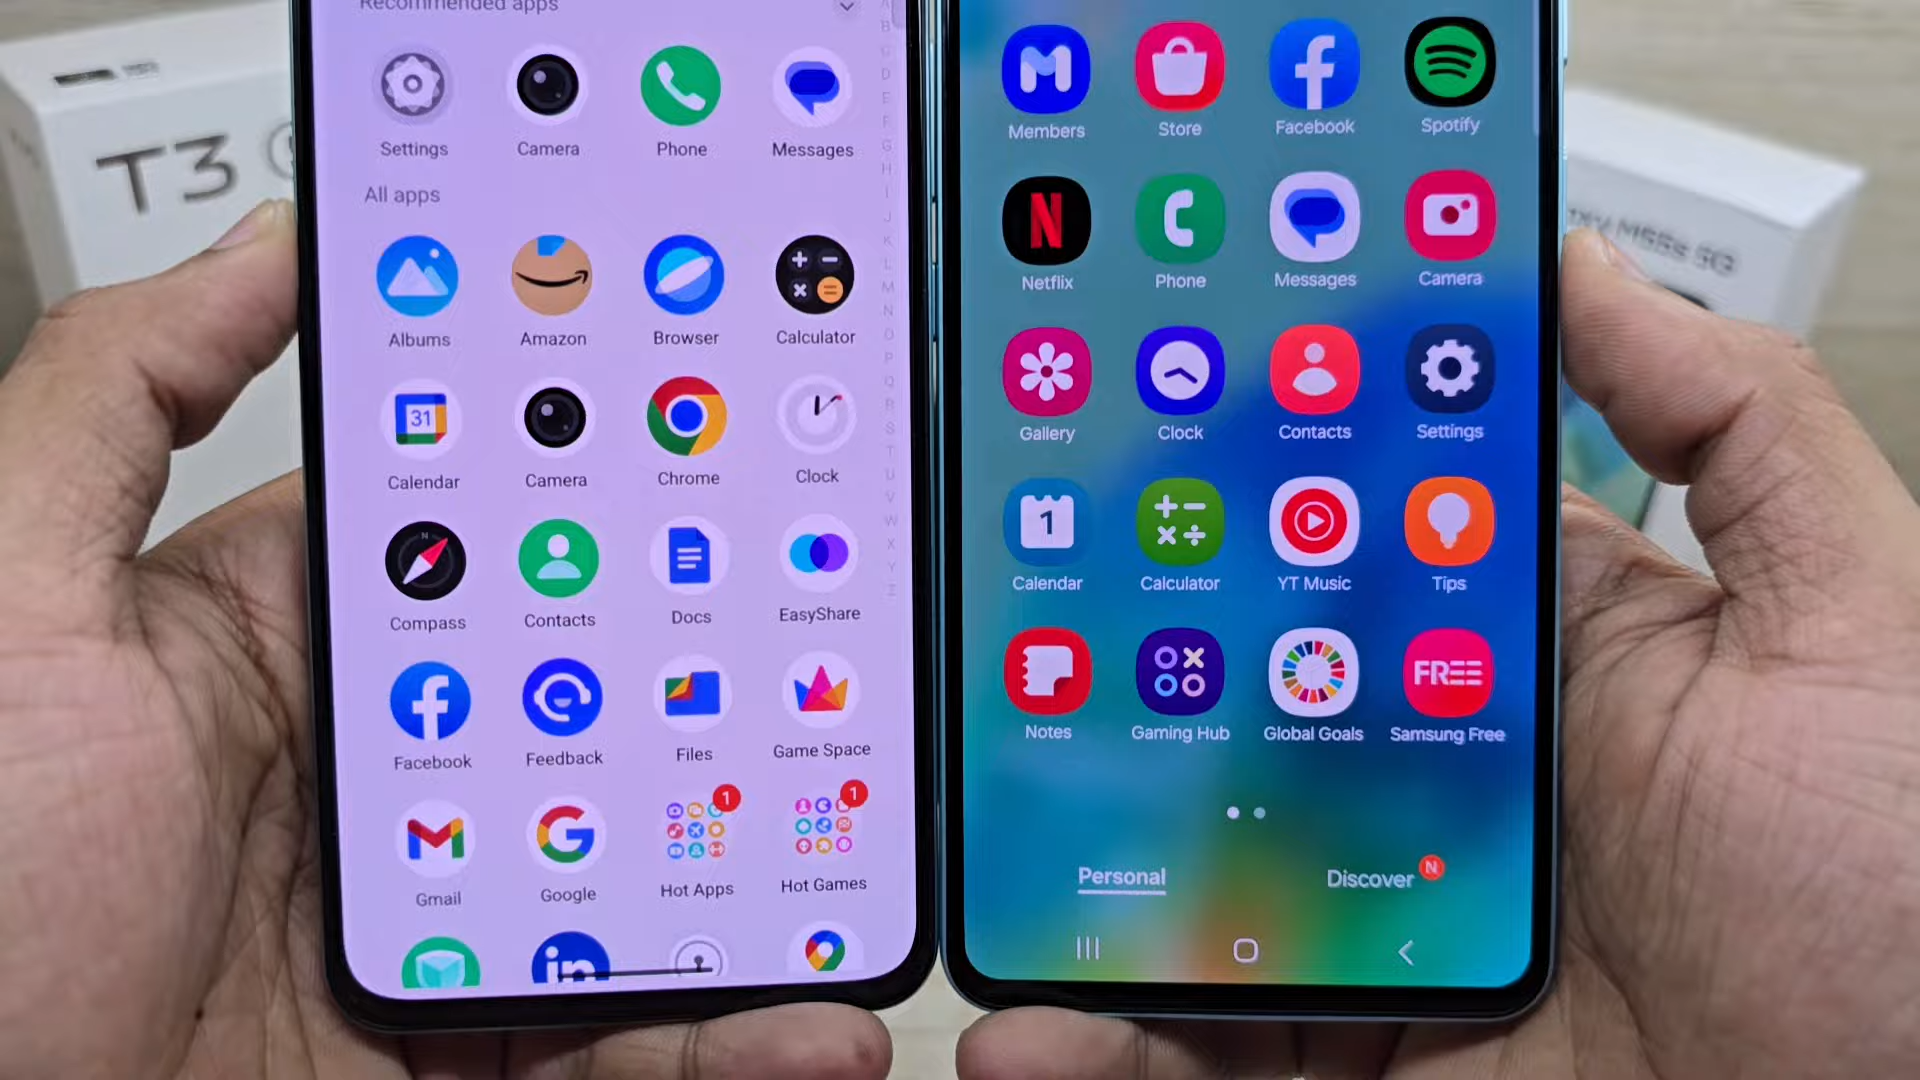 T3
Recommended apps
Settings
Camera
Phone
Messages
All apps
Albums
Amazon
Browser
Calculator
31
Calendar
Camera
Chrome
Clock
N
Compass
Contacts
Docs
EasyShare
Facebook
Feedback
Files
Game Space
1
1
Gmail
Google
Hot Apps
Hot Games
in
A
B
C
D
E
F
G
H
I
J
K
L
M
N
O
P
Q
R
S
T
U
V
W
X
Y
Z
Members
Store
Facebook
Spotify
N
Netflix
Phone
Messages
Camera
Gallery
Clock
Contacts
Settings
1
Calendar
Calculator
YT Music
Tips
FREE
Notes
Gaming Hub
Global Goals
Samsung Free
Personal
Discover
N
M55s 5G